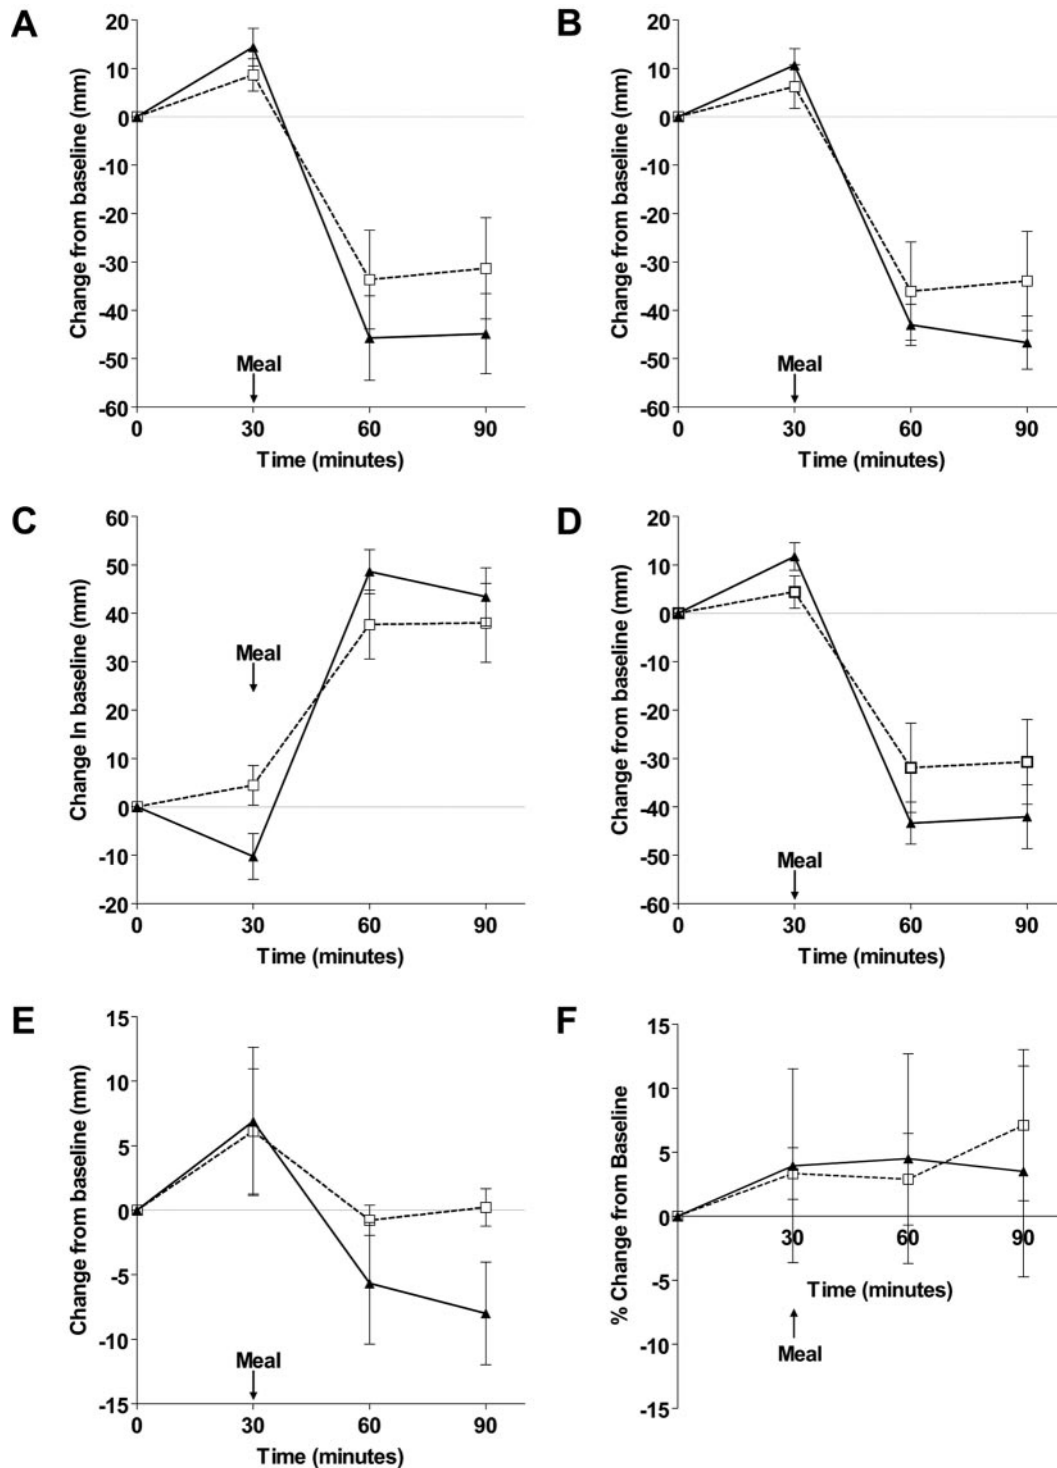 A
Change from baseline (mm)
20
10
0
-10
-20
-30
-40
-50
-60
Meal
0 30 60 90
Time (minutes)
B
Change from baseline (mm)
20
10
0
-10
-20
-30
-40
-50
-60
Meal
0 30 60 90
Time (minutes)
C
Change In baseline (mm)
60
50
40
30
20
10
0
-10
-20
Meal
0 30 60 90
Time (minutes)
D
Change from baseline (mm)
20
10
0
-10
-20
-30
-40
-50
-60
Meal
0 30 60 90
Time (minutes)
E
Change from baseline (mm)
15
10
5
0
-5
-10
-15
Meal
0 30 60 90
Time (minutes)
F
% Change from Baseline
15
10
5
0
-5
-10
-15
30 60 90
Time (minutes)
Meal